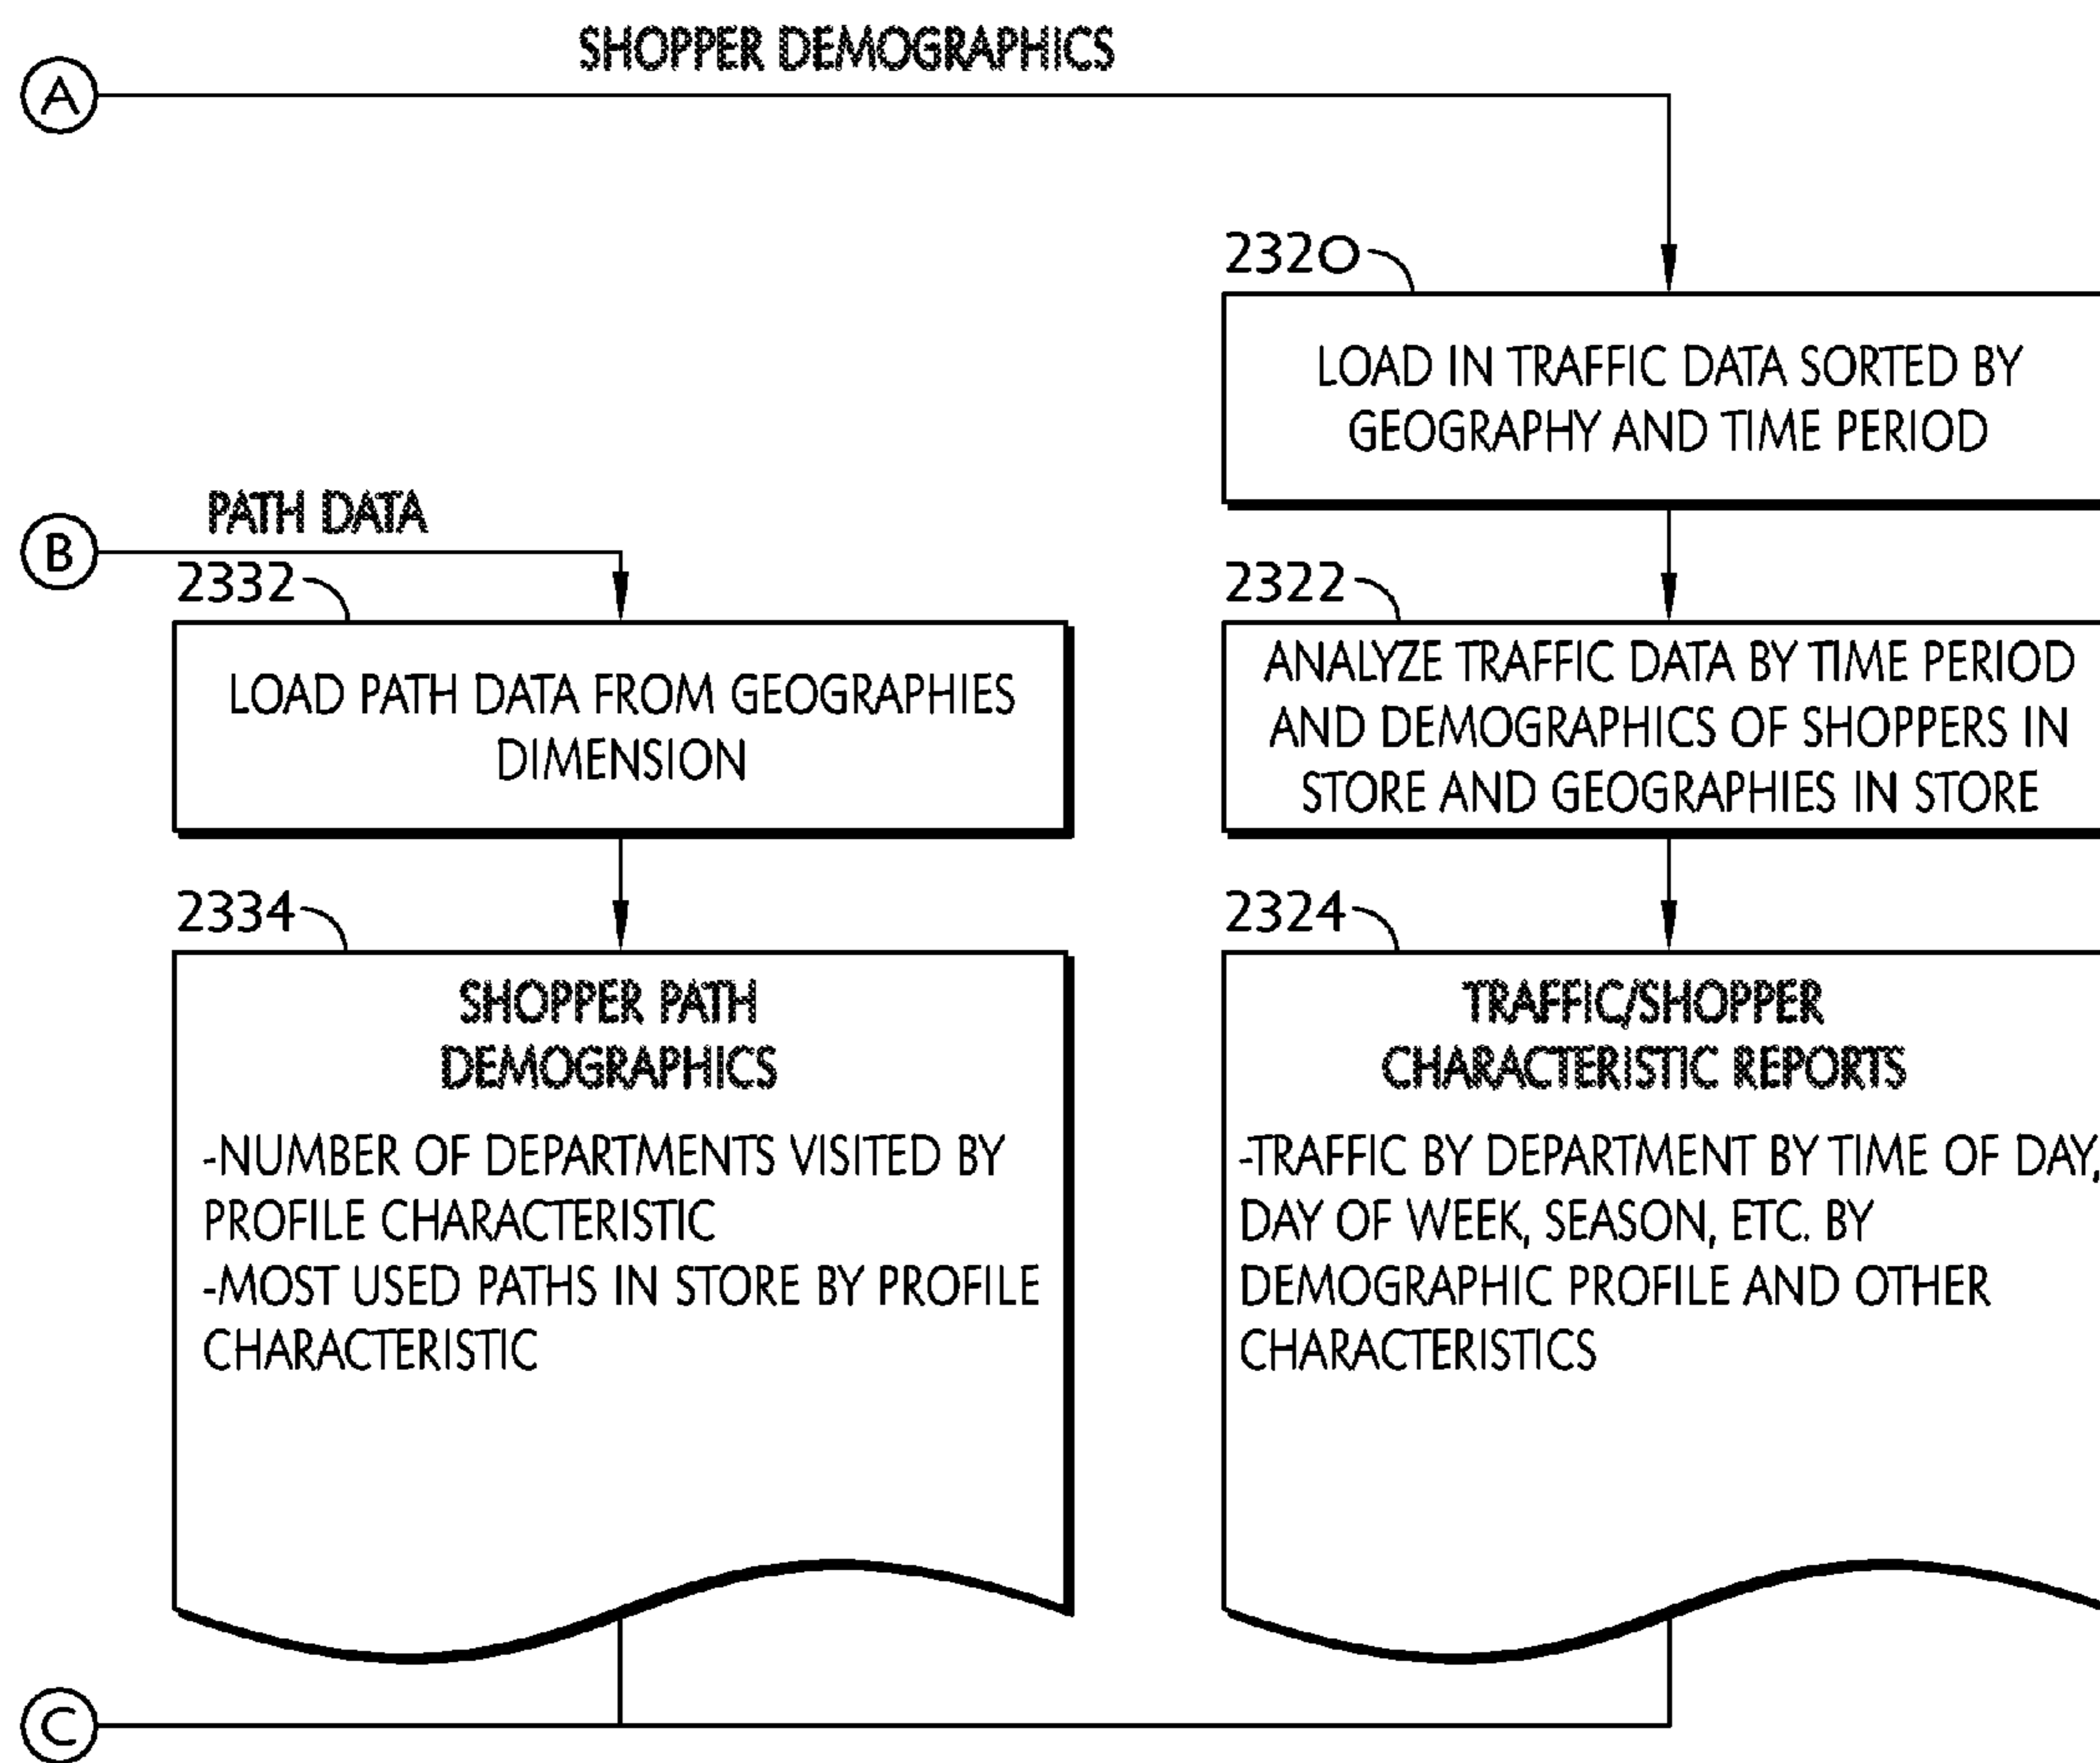 SHOPPER DEMOGRAPHICS
A
2320
LOAD IN TRAFFIC DATA SORTED BY
GEOGRAPHY AND TIME PERIOD
PATH DATA
B
2332
LOAD PATH DATA FROM GEOGRAPHIES
DIMENSION
2322
ANALYZE TRAFFIC DATA BY TIME PERIOD
AND DEMOGRAPHICS OF SHOPPERS IN
STORE AND GEOGRAPHIES IN STORE
2334
SHOPPER PATH
DEMOGRAPHICS
-NUMBER OF DEPARTMENTS VISITED BY
PROFILE CHARACTERISTIC
-MOST USED PATHS IN STORE BY PROFILE
CHARACTERISTIC
2324
TRAFFIC/SHOPPER
CHARACTERISTIC REPORTS
-TRAFFIC BY DEPARTMENT BY TIME OF DAY,
DAY OF WEEK, SEASON, ETC. BY
DEMOGRAPHIC PROFILE AND OTHER
CHARACTERISTICS
C